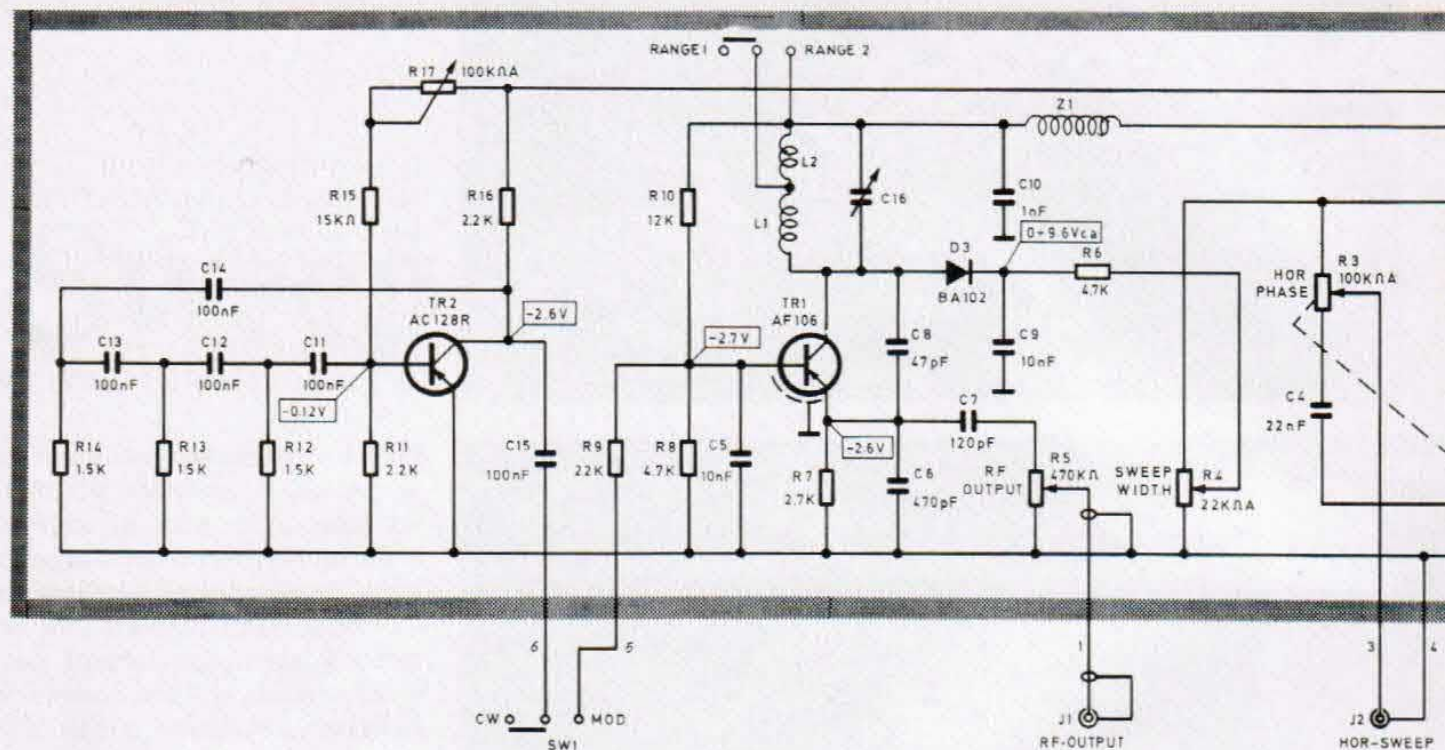 RANGE 1 RANGE 2
R17 100KΩA
Z1
L2
R15
15KΩ
R16
2.2K
R10
12K
L1
C16
C10
1nF
0÷9.6Vca
D3
BA102
R6
4.7K
HOR
PHASE
R3
100KΩA
C14
100nF
TR2
AC128R
-2.6V
TR1
AF106
-2.7V
C13
100nF
C12
100nF
C11
100nF
C8
47pF
C9
10nF
-0.12V
C7
120pF
C4
22nF
R14
1.5K
R13
1.5K
R12
1.5K
R11
2.2K
C15
100nF
R9
22K
R8
4.7K
C5
10nF
-2.6V
R7
2.7K
C6
470pF
RF
OUTPUT
R5
470KΩ
SWEEP
WIDTH
R4
22KΩA
6 5 1 3 4
CW MOD
SW1
J1
RF-OUTPUT
J2
HOR-SWEEP